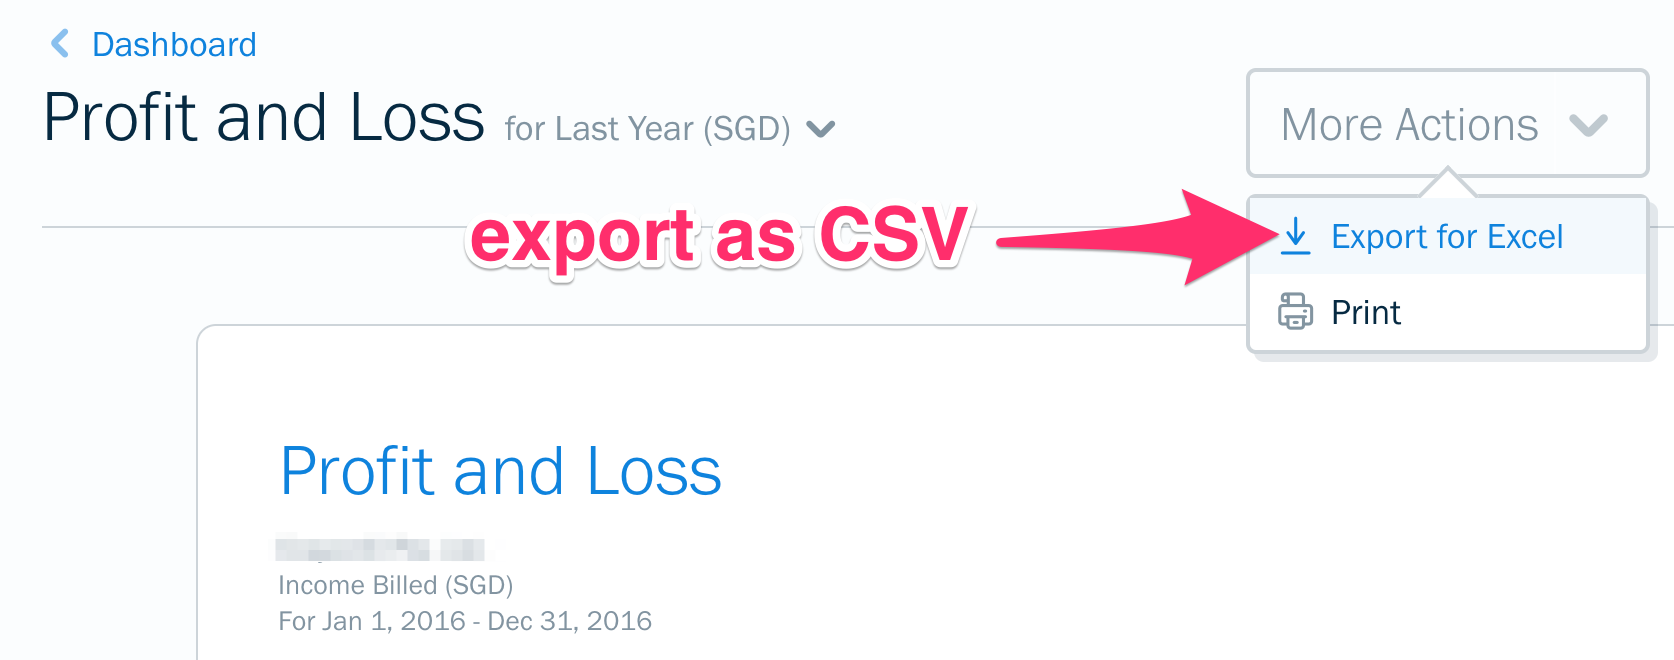 Dashboard
Profit and Loss for Last Year (SGD)
More Actions
export as CSV
Export for Excel
Print
Profit and Loss
Income Billed (SGD)
For Jan 1, 2016 - Dec 31, 2016